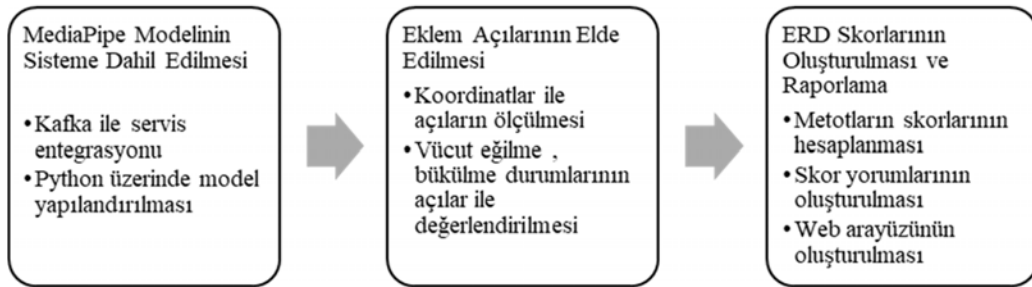 MediaPipe Modelinin
Sisteme Dahil Edilmesi
•Kafka ile servis
entegrasyonu
•Python üzerinde model
yapılandırılması
Eklem Açılarının Elde
Edilmesi
•Koordinatlar ile
açıların ölçülmesi
•Vücut eğilme ,
bükülme durumlarının
açılar ile
değerlendirilmesi
ERD Skorlarının
Oluşturulması ve
Raporlama
•Metotların skorlarının
hesaplanması
•Skor yorumlarının
oluşturulması
•Web arayüzünün
oluşturulması